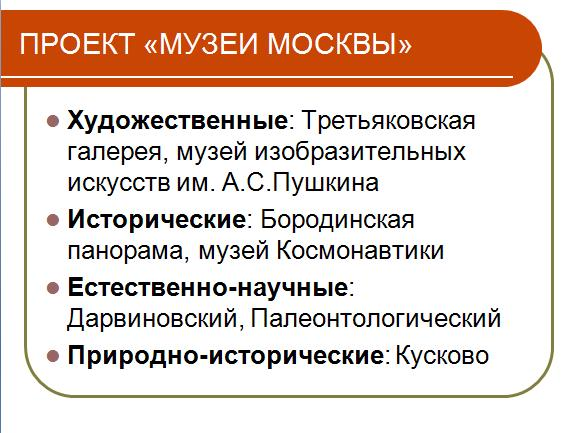 ПРОЕКТ «МУЗЕИ МОСКВЫ»
Художественные: Третьяковская
галерея, музей изобразительных
искусств им. А.С.Пушкина
Исторические: Бородинская
панорама, музей Космонавтики
Естественно-научные:
Дарвиновский, Палеонтологический
Природно-исторические: Кусково